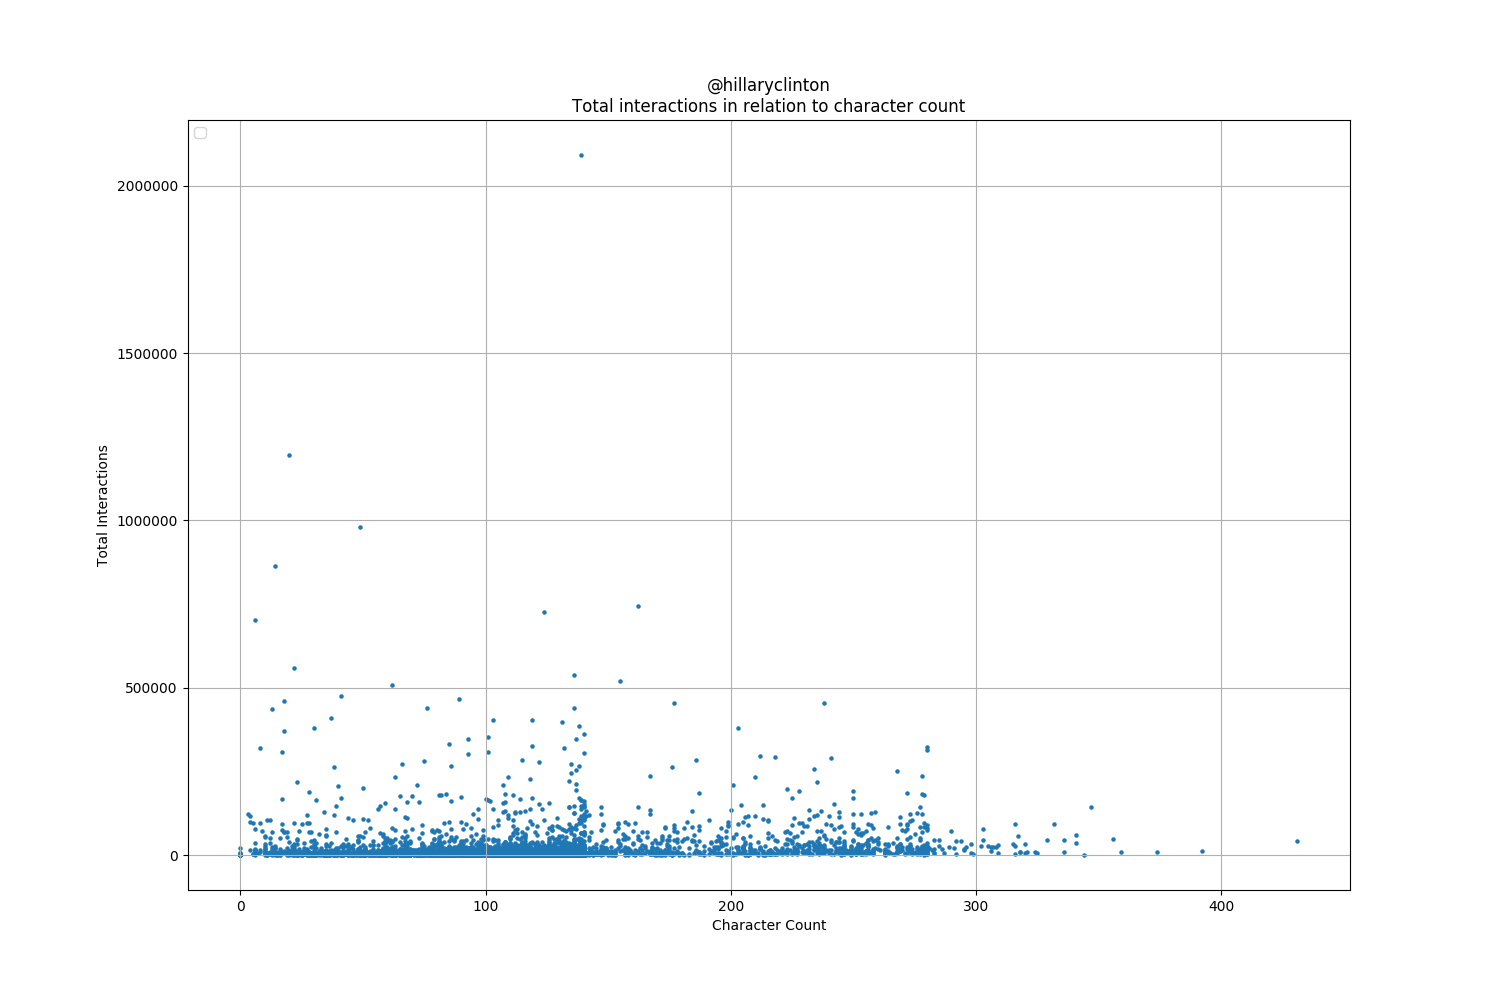 @hillaryclinton
Total interactions in relation to character count
2000000
1500000
1000000
500000
0
Total Interactions
0 100 200 300 400
Character Count